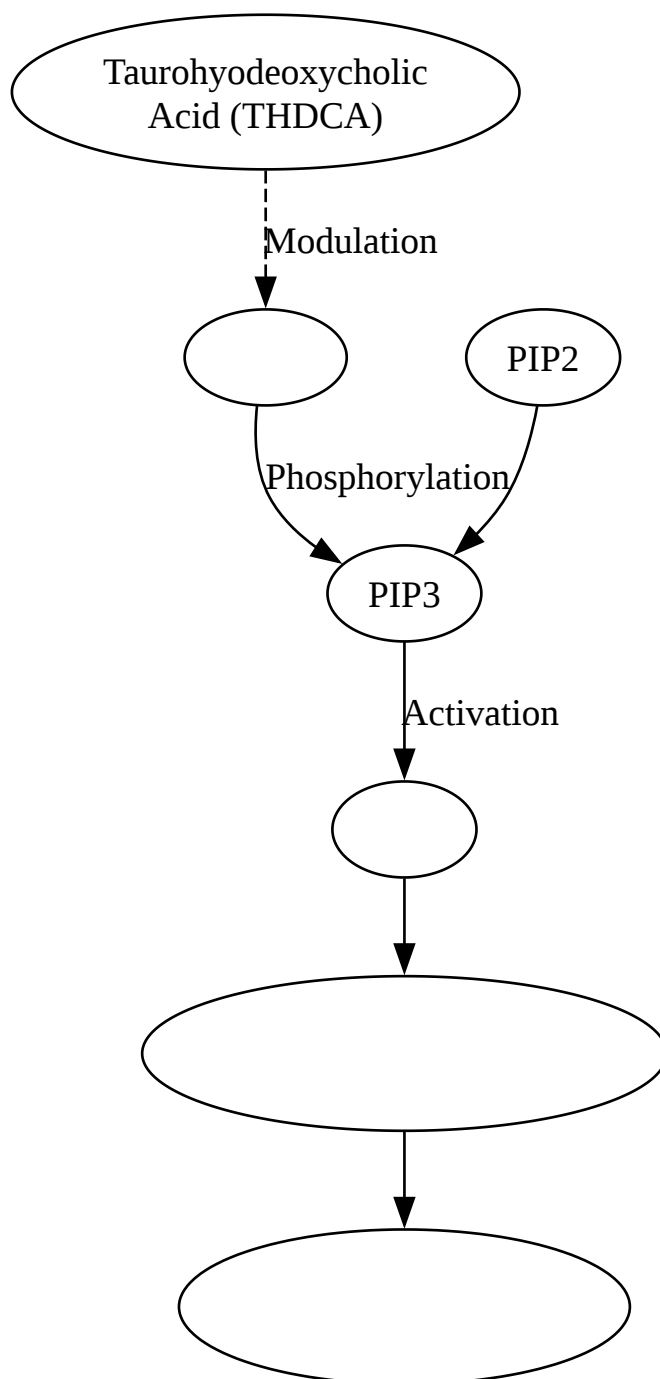 Taurohyodeoxycholic
Acid (THDCA)
Modulation
PIP2
Phosphorylation
PIP3
Activation